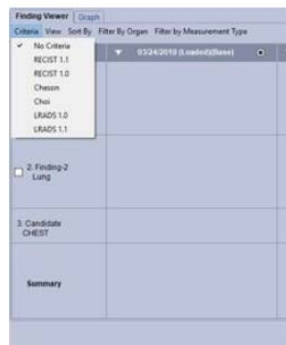 Finding Viewer Graph
Criteria View Sort By Filter By Organ Filter by Measurement Type
No Criteria
03/24/2010 (Loaded)(Base)
RECIST 1.1
RECIST 1.0
Cheson
Choi
LRADS 1.0
LRADS 1.1
2. Finding-2
Lung
3. Candidate
CHEST
Summary